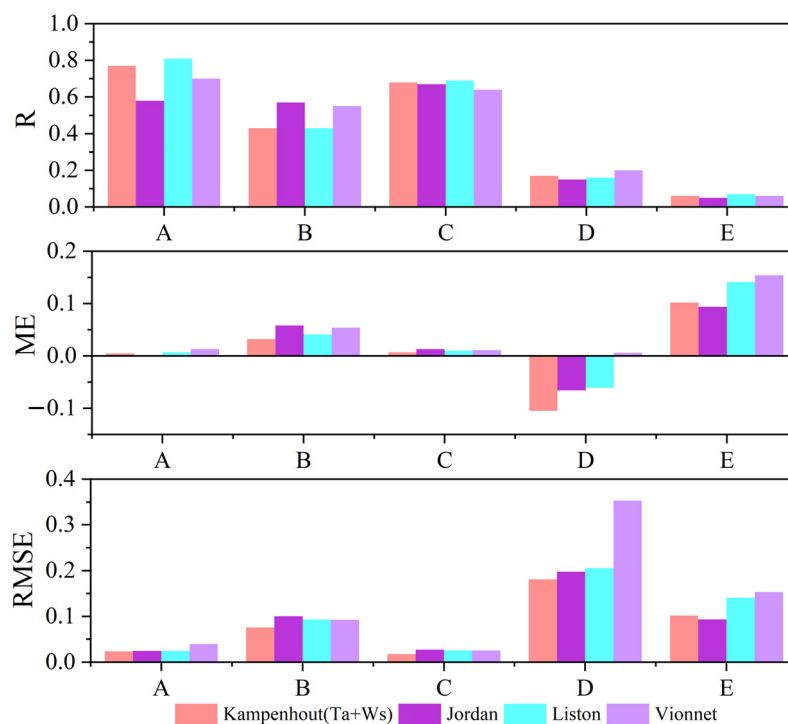 1.0
0.8
0.6
R
0.4
0.2
0.0
A B C D E
0.2
0.1
ME
0.0
−0.1
A B C D E
0.4
0.3
RMSE
0.2
0.1
0.0
A B C D E
Kampenhout(Ta+Ws) Jordan Liston Vionnet